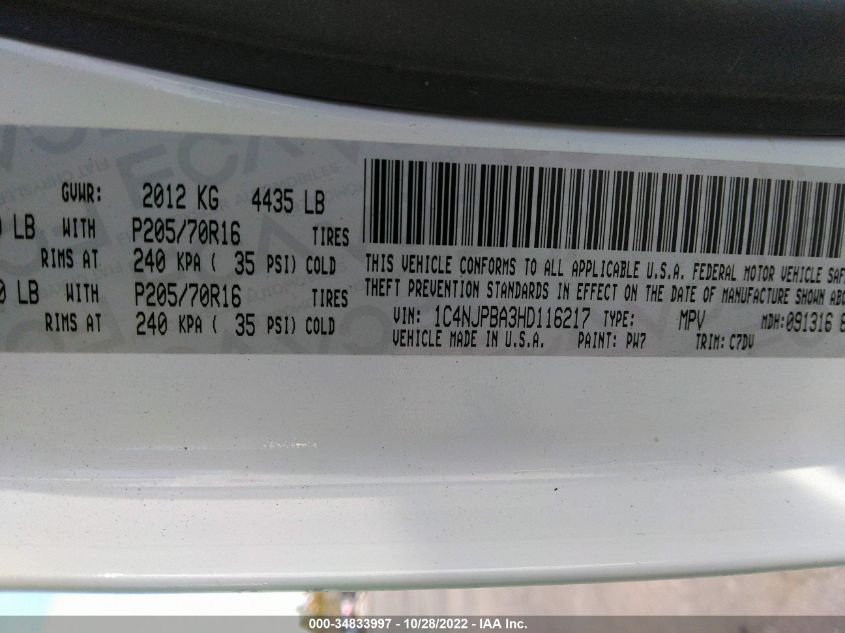 GVWR: 2012 KG 4435 LB
LB WITH P205/70R16 TIRES
RIMS AT 240 KPA ( 35 PSI) COLD
LB WITH P205/70R16 TIRES
RIMS AT 240 KPA ( 35 PSI) COLD
THIS VEHICLE CONFORMS TO ALL APPLICABLE U.S.A. FEDERAL MOTOR VEHICLE SAF
THEFT PREVENTION STANDARDS IN EFFECT ON THE DATE OF MANUFACTURE SHOWN ABO
VIN: 1C4NJPBA3HD116217 TYPE: MPV MDH:091316
VEHICLE MADE IN U.S.A. PAINT: PW7 TRIM: C7DV
000-34833997 - 10/28/2022 - IAA Inc.